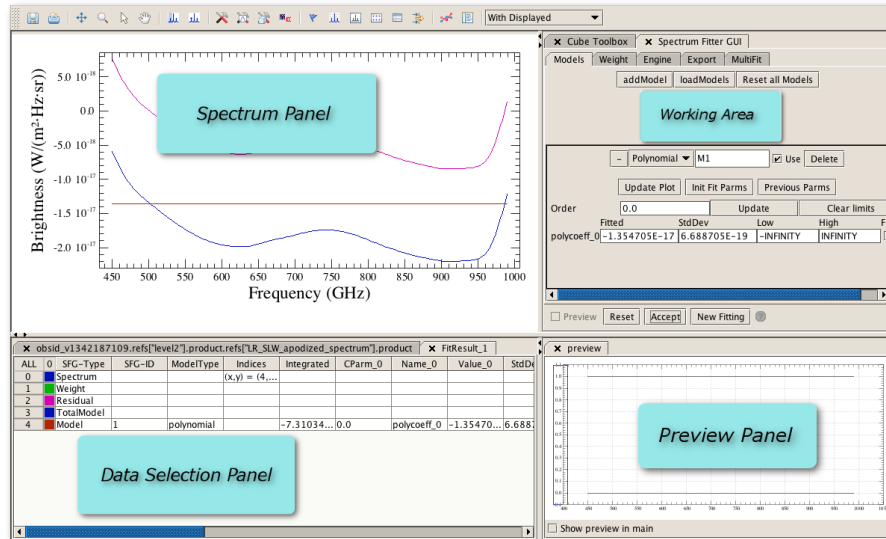 With Displayed
Cube Toolbox
Spectrum Fitter GUI
Models Weight Engine Export MultiFit
addModel loadModels Reset all Models
Working Area
- Polynomial M1 Use Delete
Update Plot Init Fit Parms Previous Parms
Order 0.0 Update Clear limits
Fitted StdDev Low High F
polycoeff_0 -1.354705E-17 6.688705E-19 -INFINITY INFINITY
Preview Reset Accept New Fitting
Spectrum Panel
Brightness (W/(m²·Hz·sr))
5.0 10⁻¹⁸
0.0
-5.0 10⁻¹⁸
-1.0 10⁻¹⁷
-1.5 10⁻¹⁷
-2.0 10⁻¹⁷
450 500 550 600 650 700 750 800 850 900 950 1000
Frequency (GHz)
obsid_v1342187109.refs["level2"].product.refs["LR_SLW_apodized_spectrum"].product
FitResult_1
ALL 0 SFG-Type SFG-ID ModelType Indices Integrated CParm_0 Name_0 Value_0 StdDe
0 Spectrum (x,y) = (4,...
1 Weight
2 Residual
3 TotalModel
4 Model 1 polynomial -7.31034... 0.0 polycoeff_0 -1.35470... 6.6887
Data Selection Panel
preview
Preview Panel
Show preview in main